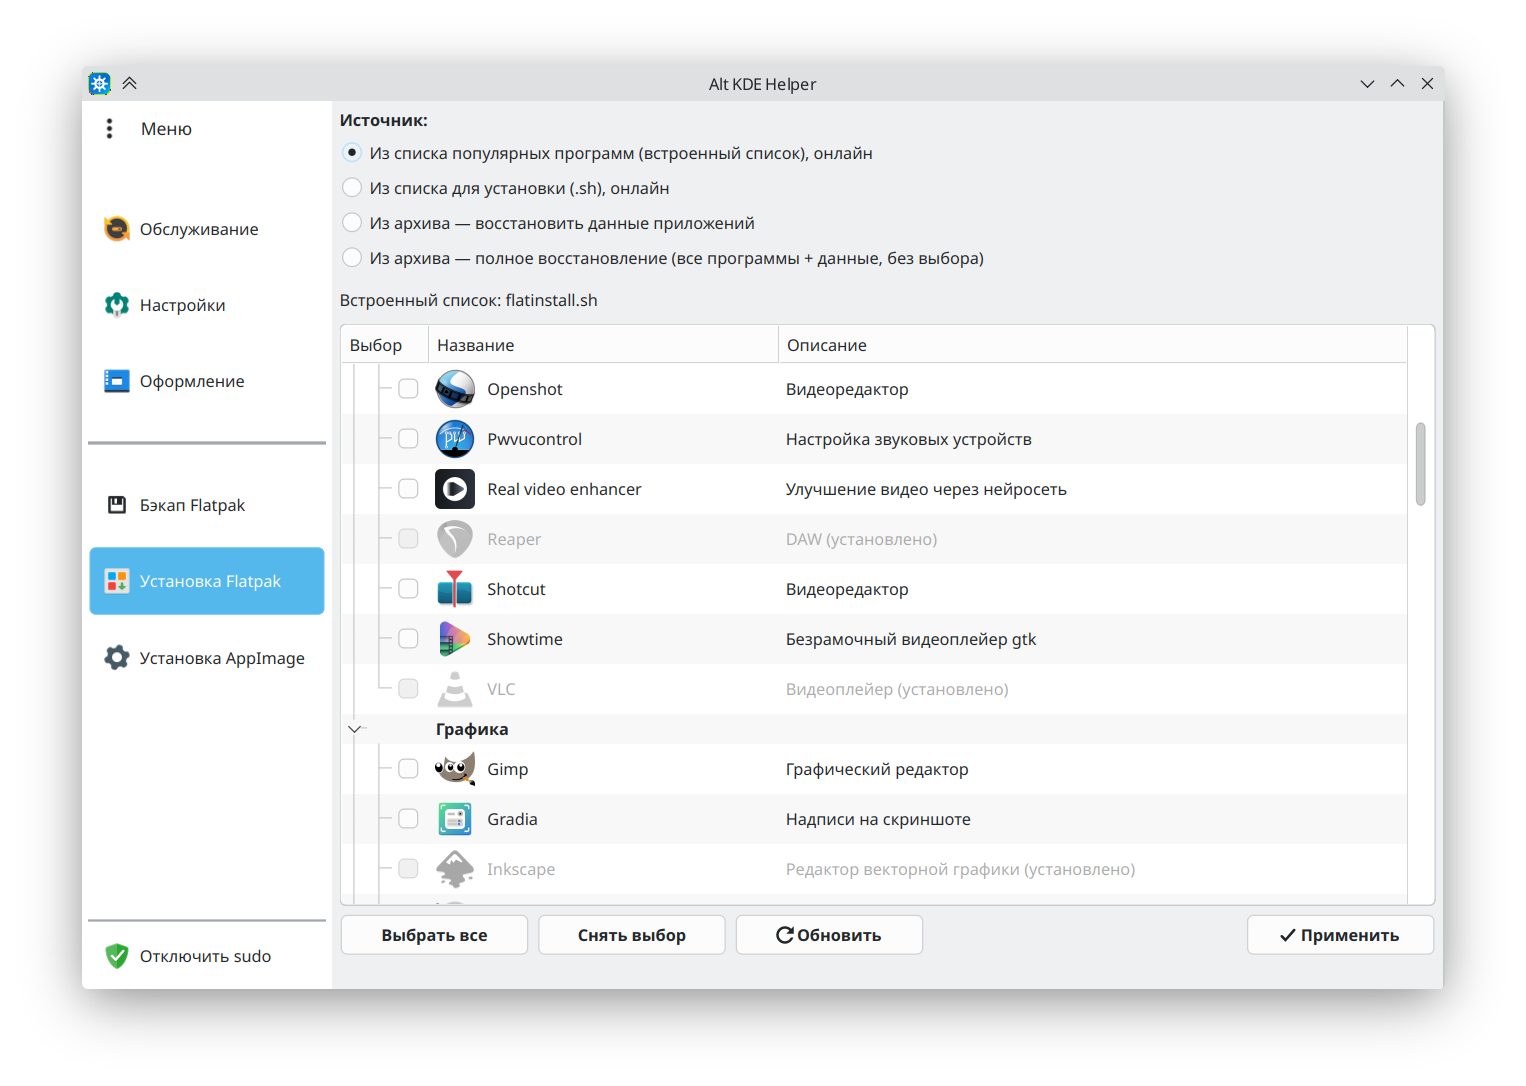 Alt KDE Helper
Меню
Обслуживание
Настройки
Оформление
Бэкап Flatpak
Установка Flatpak
Установка AppImage
Отключить sudo
Источник:
Из списка популярных программ (встроенный список), онлайн
Из списка для установки (.sh), онлайн
Из архива — восстановить данные приложений
Из архива — полное восстановление (все программы + данные, без выбора)
Встроенный список: flatinstall.sh
Выбор Название Описание
Openshot Видеоредактор
Pwvucontrol Настройка звуковых устройств
Real video enhancer Улучшение видео через нейросеть
Reaper DAW (установлено)
Shotcut Видеоредактор
Showtime Безрамочный видеоплейер gtk
VLC Видеоплейер (установлено)
Графика
Gimp Графический редактор
Gradia Надписи на скриншоте
Inkscape Редактор векторной графики (установлено)
Выбрать все Снять выбор Обновить Применить